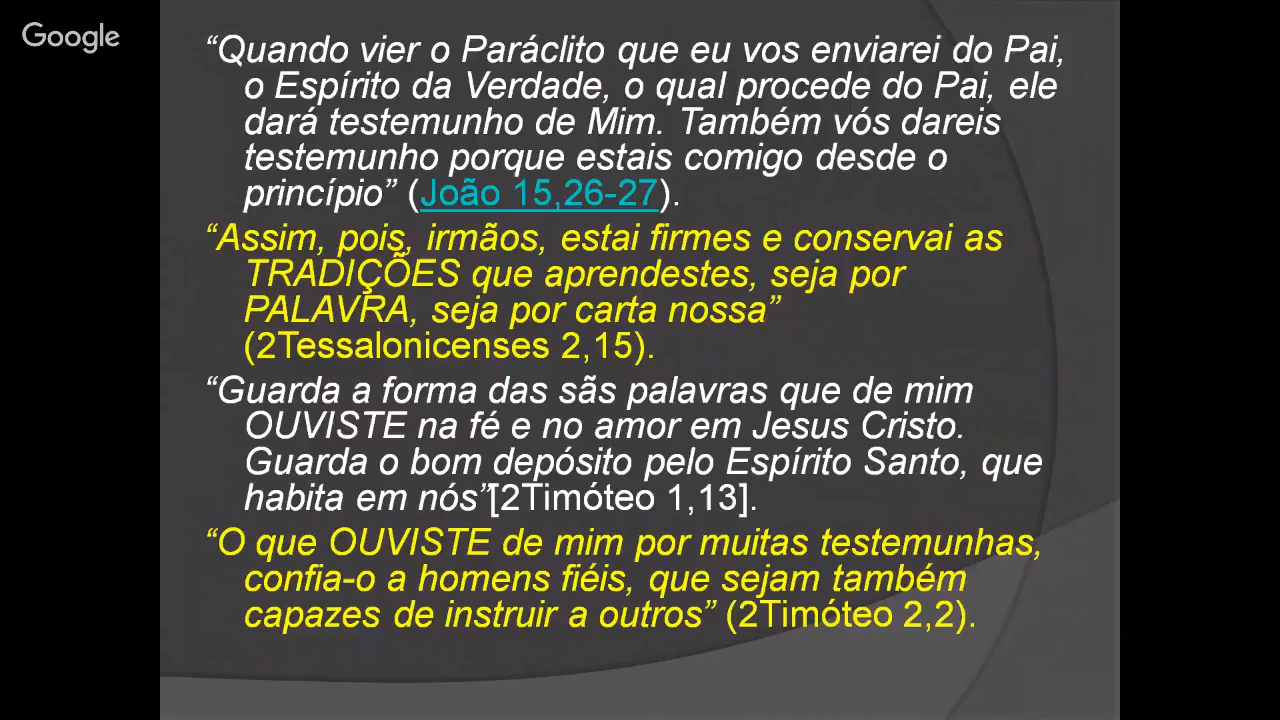 Google
“Quando vier o Paráclito que eu vos enviarei do Pai,
o Espírito da Verdade, o qual procede do Pai, ele
dará testemunho de Mim. Também vós dareis
testemunho porque estais comigo desde o
princípio” (João 15,26-27).
“Assim, pois, irmãos, estai firmes e conservai as
TRADIÇÕES que aprendestes, seja por
PALAVRA, seja por carta nossa”
(2Tessalonicenses 2,15).
“Guarda a forma das sãs palavras que de mim
OUVISTE na fé e no amor em Jesus Cristo.
Guarda o bom depósito pelo Espírito Santo, que
habita em nós”[2Timóteo 1,13].
“O que OUVISTE de mim por muitas testemunhas,
confia-o a homens fiéis, que sejam também
capazes de instruir a outros” (2Timóteo 2,2).